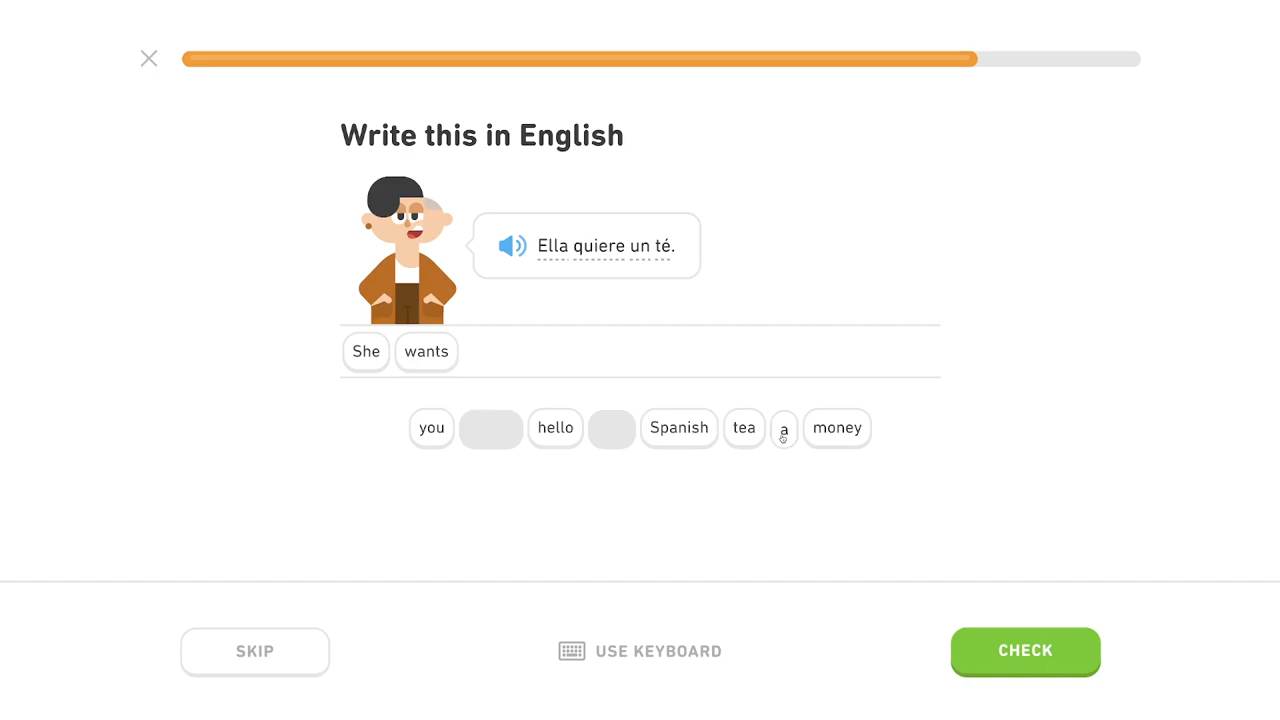 Write this in English
Ella quiere un té.
She wants
you hello Spanish tea a money
SKIP USE KEYBOARD CHECK